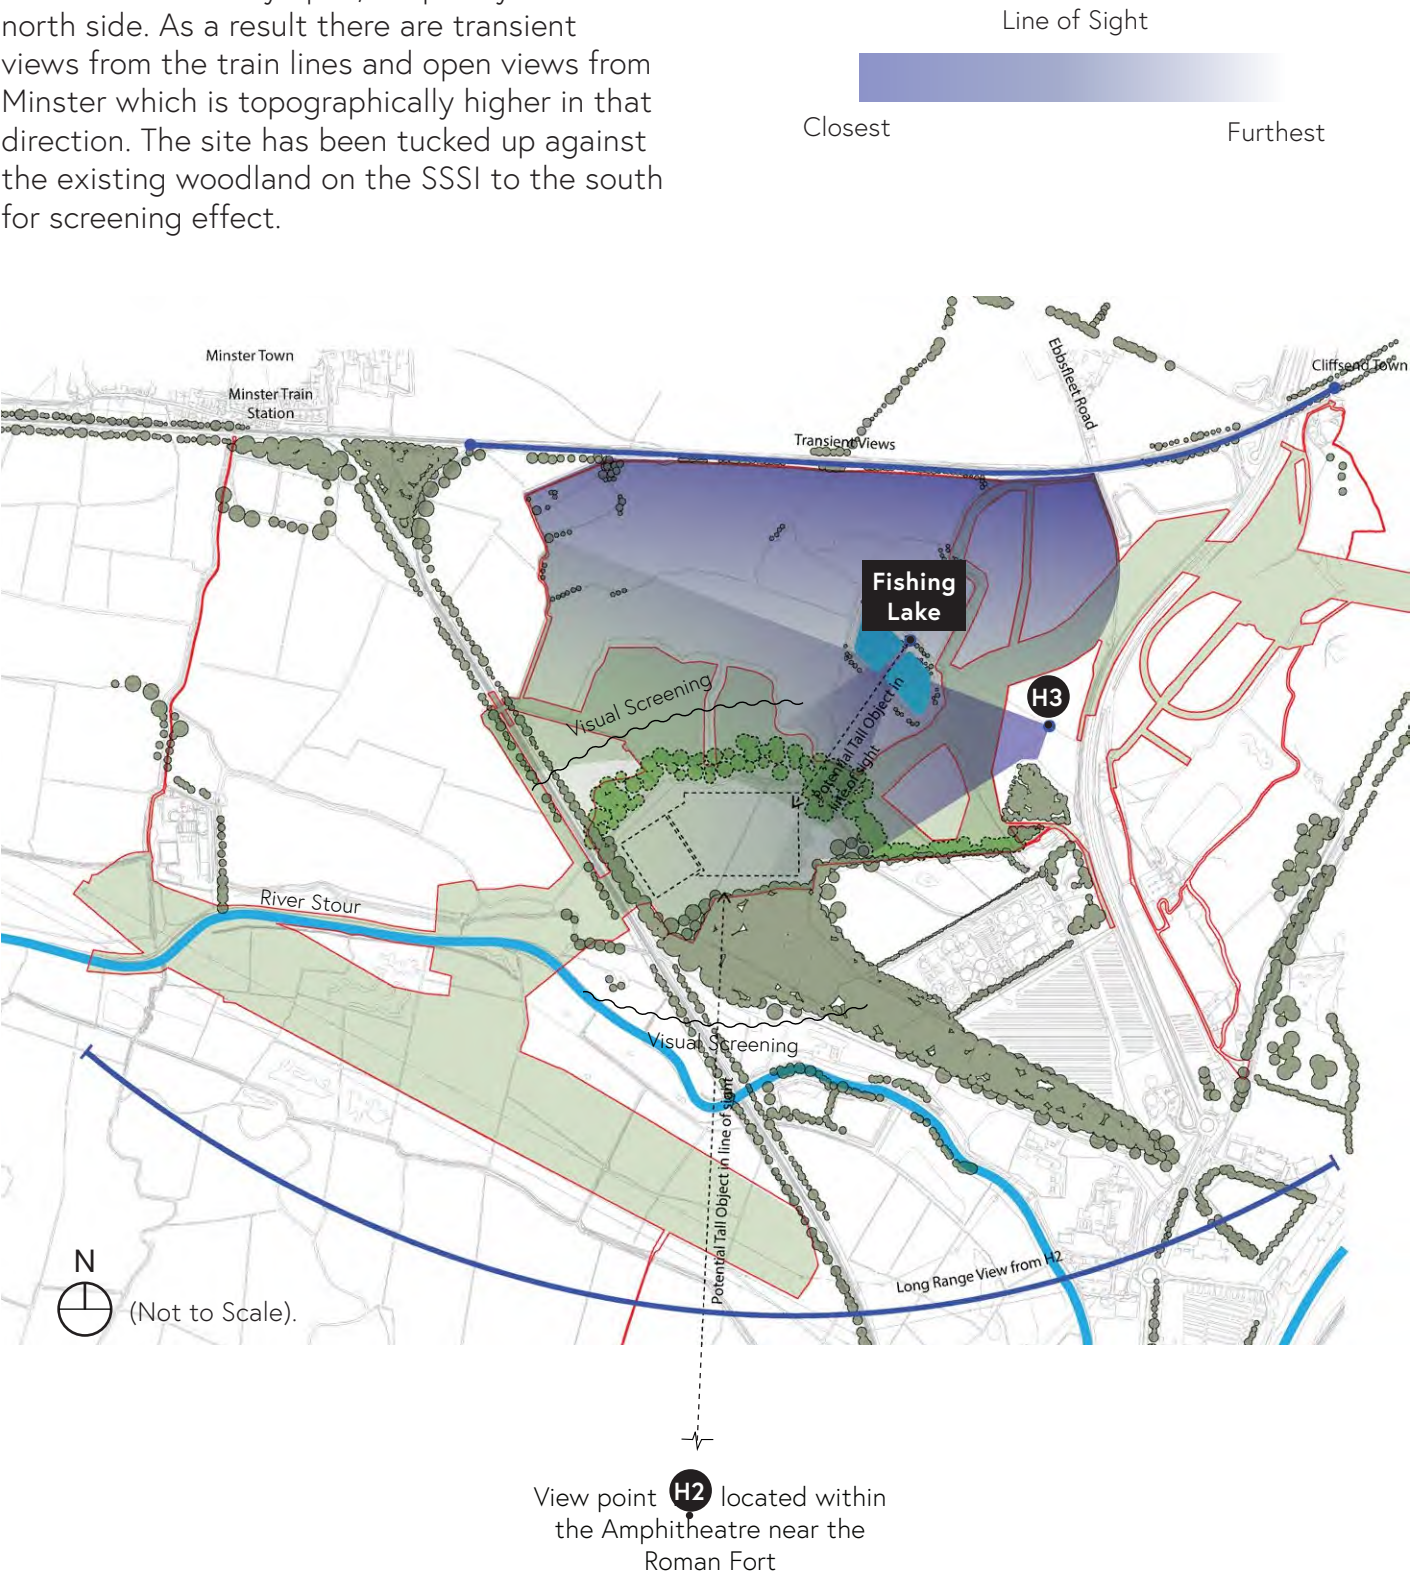 north side. As a result there are transient
views from the train lines and open views from
Minster which is topographically higher in that
direction. The site has been tucked up against
the existing woodland on the SSSI to the south
for screening effect.
Line of Sight
Closest
Furthest
Minster Town
Minster Train
Station
Transient Views
Ebbsfleet Road
Cliffsend Town
Fishing
Lake
H3
Visual Screening
Potential Tall Object in
line of sight
River Stour
Visual Screening
Potential Tall Object in line of sight
Long Range View from H2
N
(Not to Scale).
View point H2 located within
the Amphitheatre near the
Roman Fort